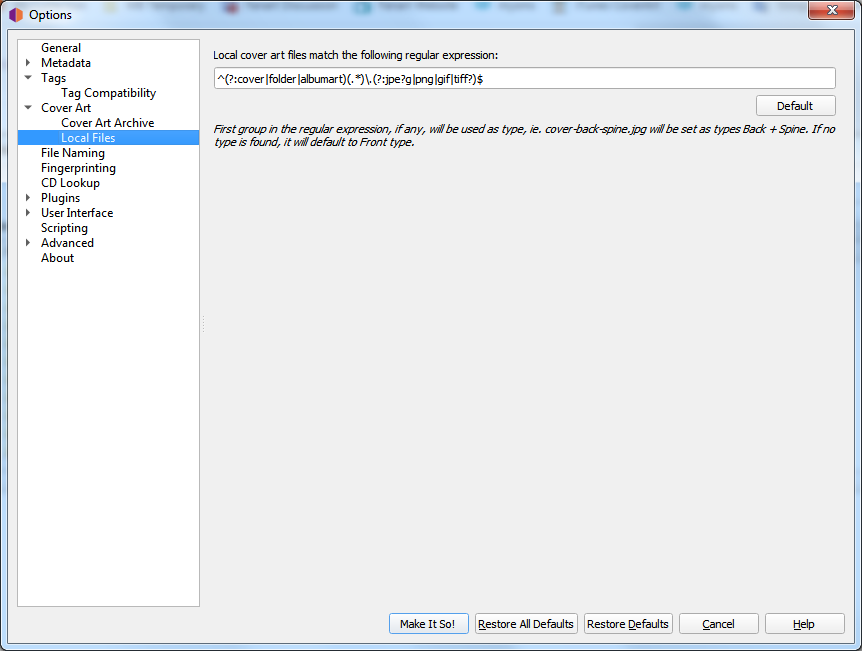 Options
General
Metadata
Tags
Tag Compatibility
Cover Art
Cover Art Archive
Local Files
File Naming
Fingerprinting
CD Lookup
Plugins
User Interface
Scripting
Advanced
About
Local cover art files match the following regular expression:
^(?:cover|folder|albumart)(.*)\.(?:jpe?g|png|gif|tiff?)$
Default
First group in the regular expression, if any, will be used as type, ie. cover-back-spine.jpg will be set as types Back + Spine. If no
type is found, it will default to Front type.
Make It So!
Restore All Defaults
Restore Defaults
Cancel
Help